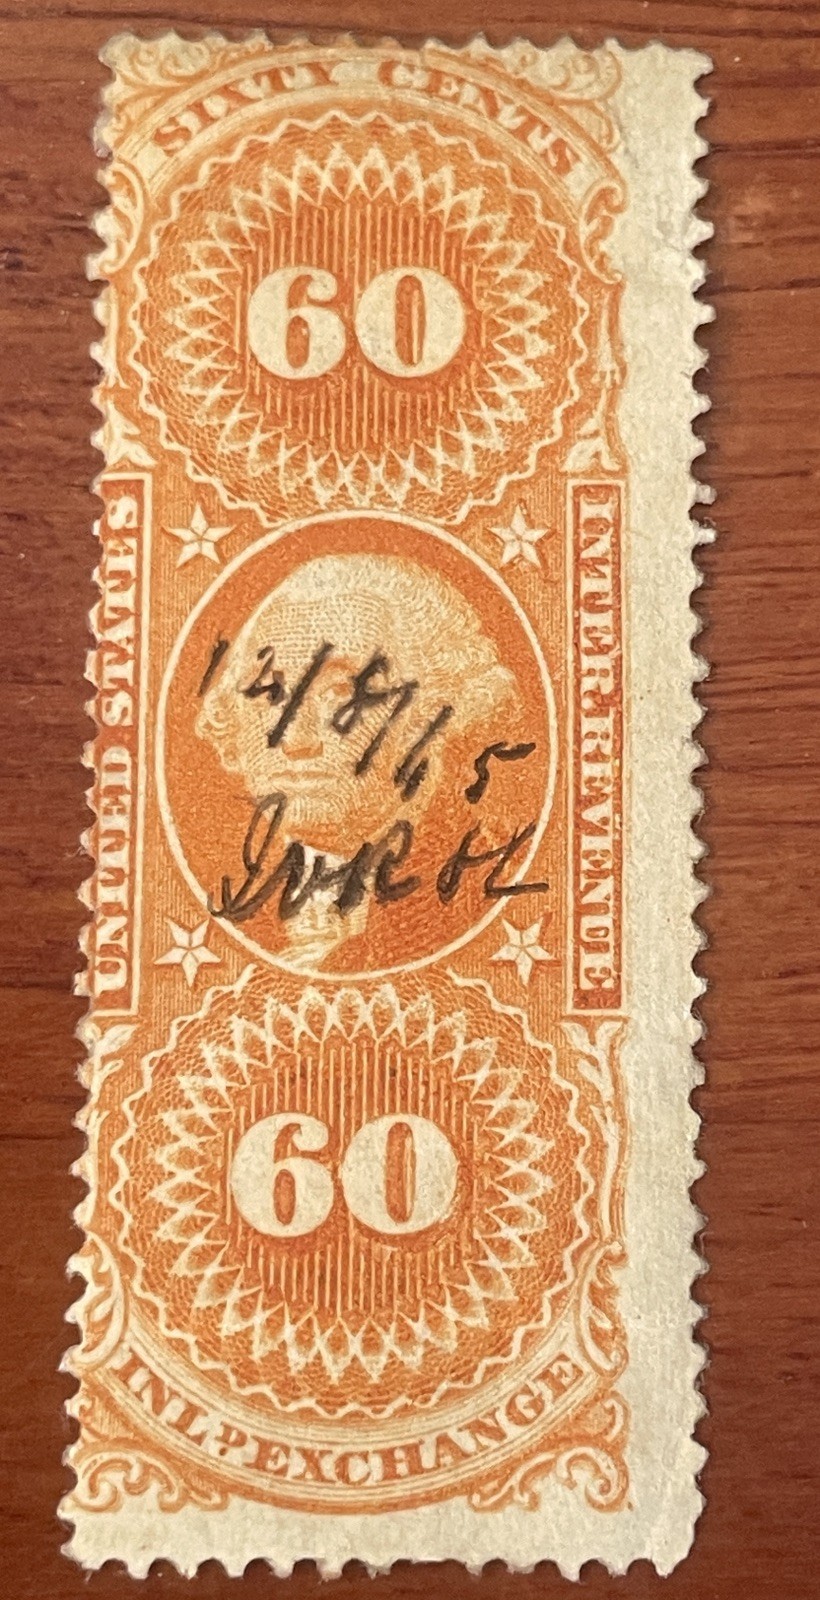 SIXTY CENTS
60
UNITED STATES
INTER. REVENUE
12/8/65
60
INL. EXCHANGE